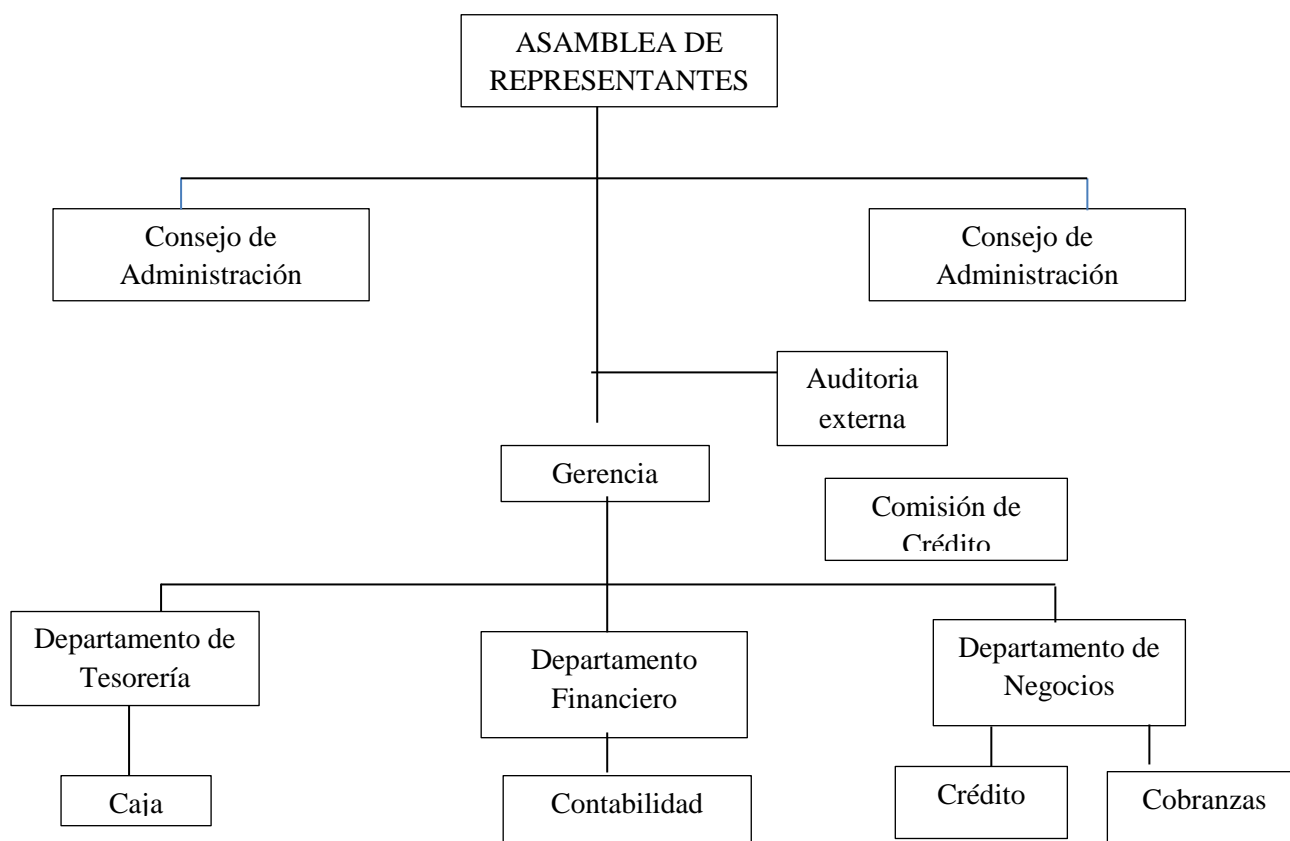 ASAMBLEA DE
REPRESENTANTES
Consejo de
Administración
Consejo de
Administración
Auditoria
externa
Gerencia
Comisión de
Crédito
Departamento de
Tesorería
Departamento
Financiero
Departamento de
Negocios
Caja
Contabilidad
Crédito
Cobranzas